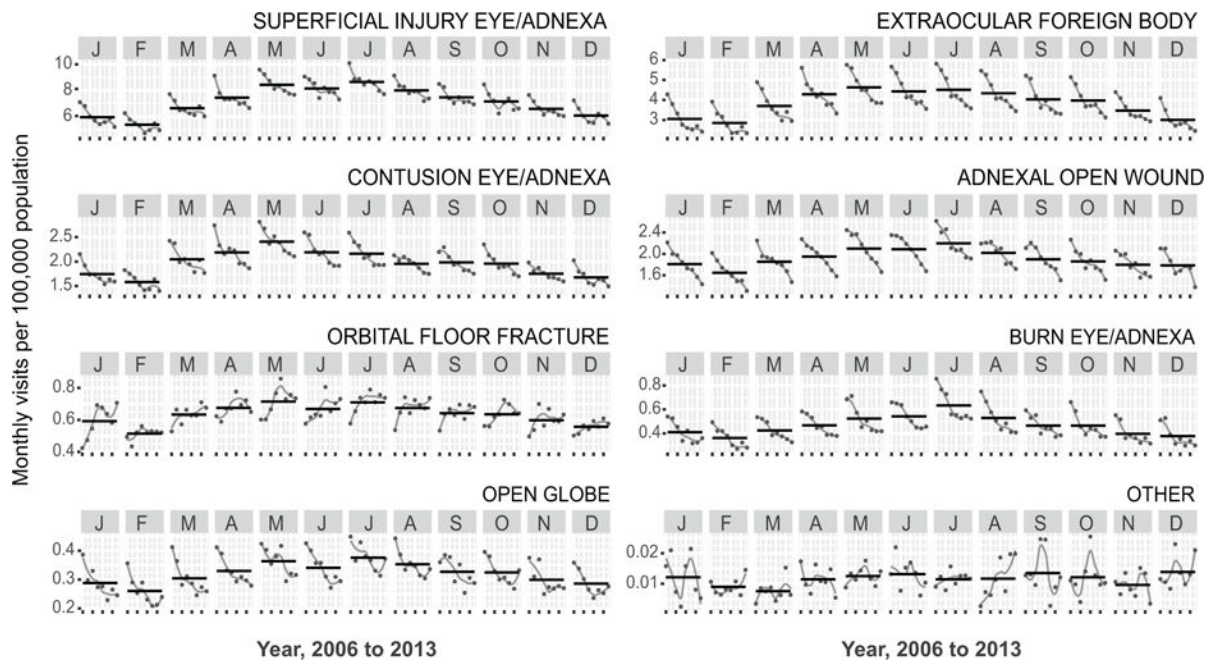 SUPERFICIAL INJURY EYE/ADNEXA
J F M A M J J A S O N D
10
8
6
EXTRAOCULAR FOREIGN BODY
J F M A M J J A S O N D
6
5
4
3
CONTUSION EYE/ADNEXA
J F M A M J J A S O N D
2.5
2.0
1.5
ADNEXAL OPEN WOUND
J F M A M J J A S O N D
2.4
2.0
1.6
ORBITAL FLOOR FRACTURE
J F M A M J J A S O N D
0.8
0.6
0.4
BURN EYE/ADNEXA
J F M A M J J A S O N D
0.8
0.6
0.4
OPEN GLOBE
J F M A M J J A S O N D
0.4
0.3
0.2
OTHER
J F M A M J J A S O N D
0.02
0.01
Monthly visits per 100,000 population
Year, 2006 to 2013
Year, 2006 to 2013